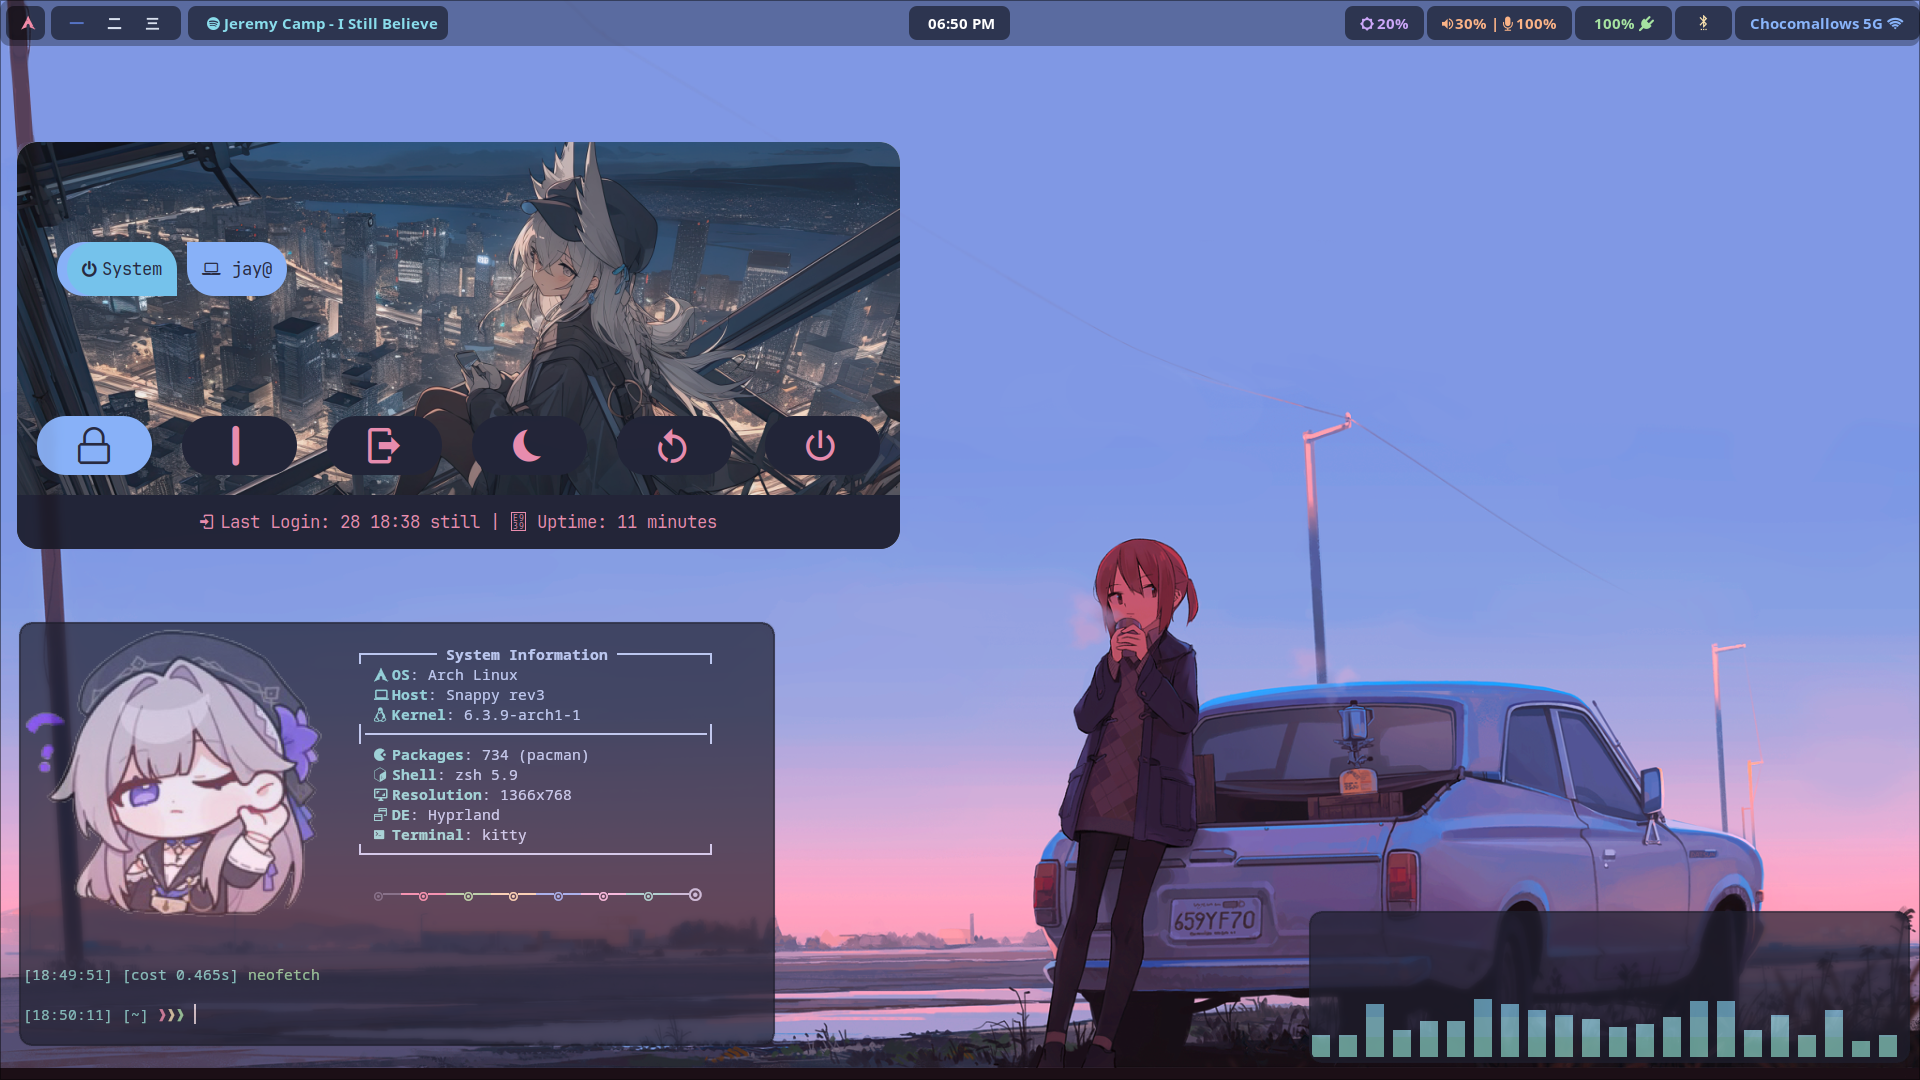 一 二 三
Jeremy Camp - I Still Believe
06:50 PM
20%
30% | 100%
100%
Chocomallows 5G
System
jay@
Last Login: 28 18:38 still | Uptime: 11 minutes
System Information
OS: Arch Linux
Host: Snappy rev3
Kernel: 6.3.9-arch1-1
Packages: 734 (pacman)
Shell: zsh 5.9
Resolution: 1366x768
DE: Hyprland
Terminal: kitty
659YF70
[18:49:51] [cost 0.465s] neofetch
[18:50:11] [~] ❯❯❯